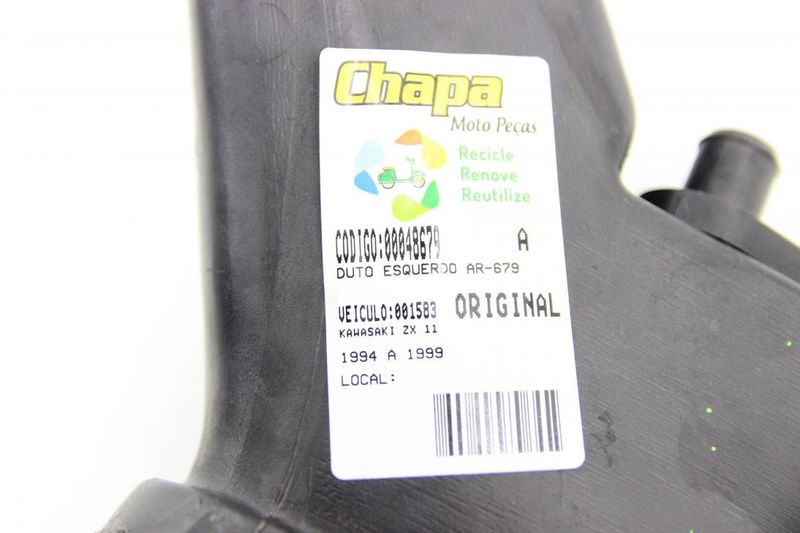 Chapa
Moto Peças
Recicle
Renove
Reutilize
CODIGO:00048679 A
DUTO ESQUERDO AR-679
VEICULO:001583 ORIGINAL
KAWASAKI ZX 11
1994 A 1999
LOCAL: